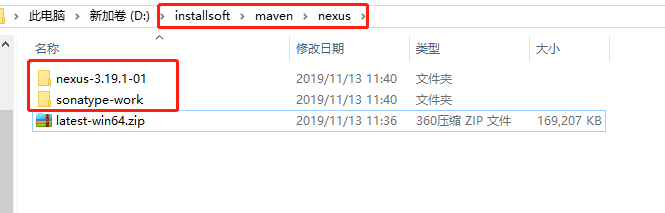 此电脑 > 新加卷 (D:) > installsoft > maven > nexus >
名称 修改日期 类型 大小
nexus-3.19.1-01 2019/11/13 11:40 文件夹
sonatype-work 2019/11/13 11:40 文件夹
latest-win64.zip 2019/11/13 11:36 360压缩 ZIP 文件 169,207 KB